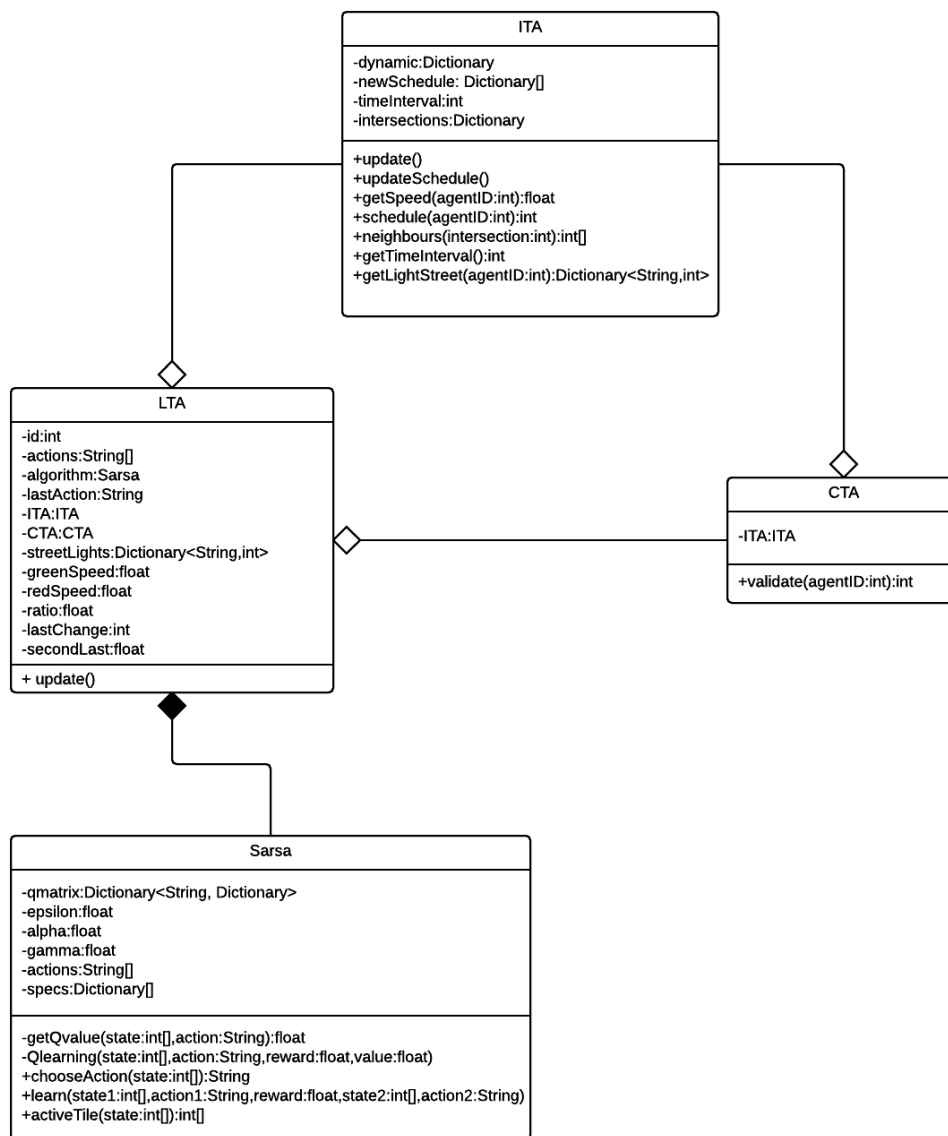 ITA
-dynamic:Dictionary
-newSchedule: Dictionary[]
-timeInterval:int
-intersections:Dictionary
+update()
+updateSchedule()
+getSpeed(agentID:int):float
+schedule(agentID:int):int
+neighbours(intersection:int):int[]
+getTimeInterval():int
+getLightStreet(agentID:int):Dictionary<String,int>
LTA
-id:int
-actions:String[]
-algorithm:Sarsa
-lastAction:String
-ITA:ITA
-CTA:CTA
-streetLights:Dictionary<String,int>
-greenSpeed:float
-redSpeed:float
-ratio:float
-lastChange:int
-secondLast:float
+ update()
CTA
-ITA:ITA
+validate(agentID:int):int
Sarsa
-qmatrix:Dictionary<String, Dictionary>
-epsilon:float
-alpha:float
-gamma:float
-actions:String[]
-specs:Dictionary[]
-getQvalue(state:int[],action:String):float
-Qlearning(state:int[],action:String,reward:float,value:float)
+chooseAction(state:int[]):String
+learn(state1:int[],action1:String,reward:float,state2:int[],action2:String)
+activeTile(state:int[]):int[]